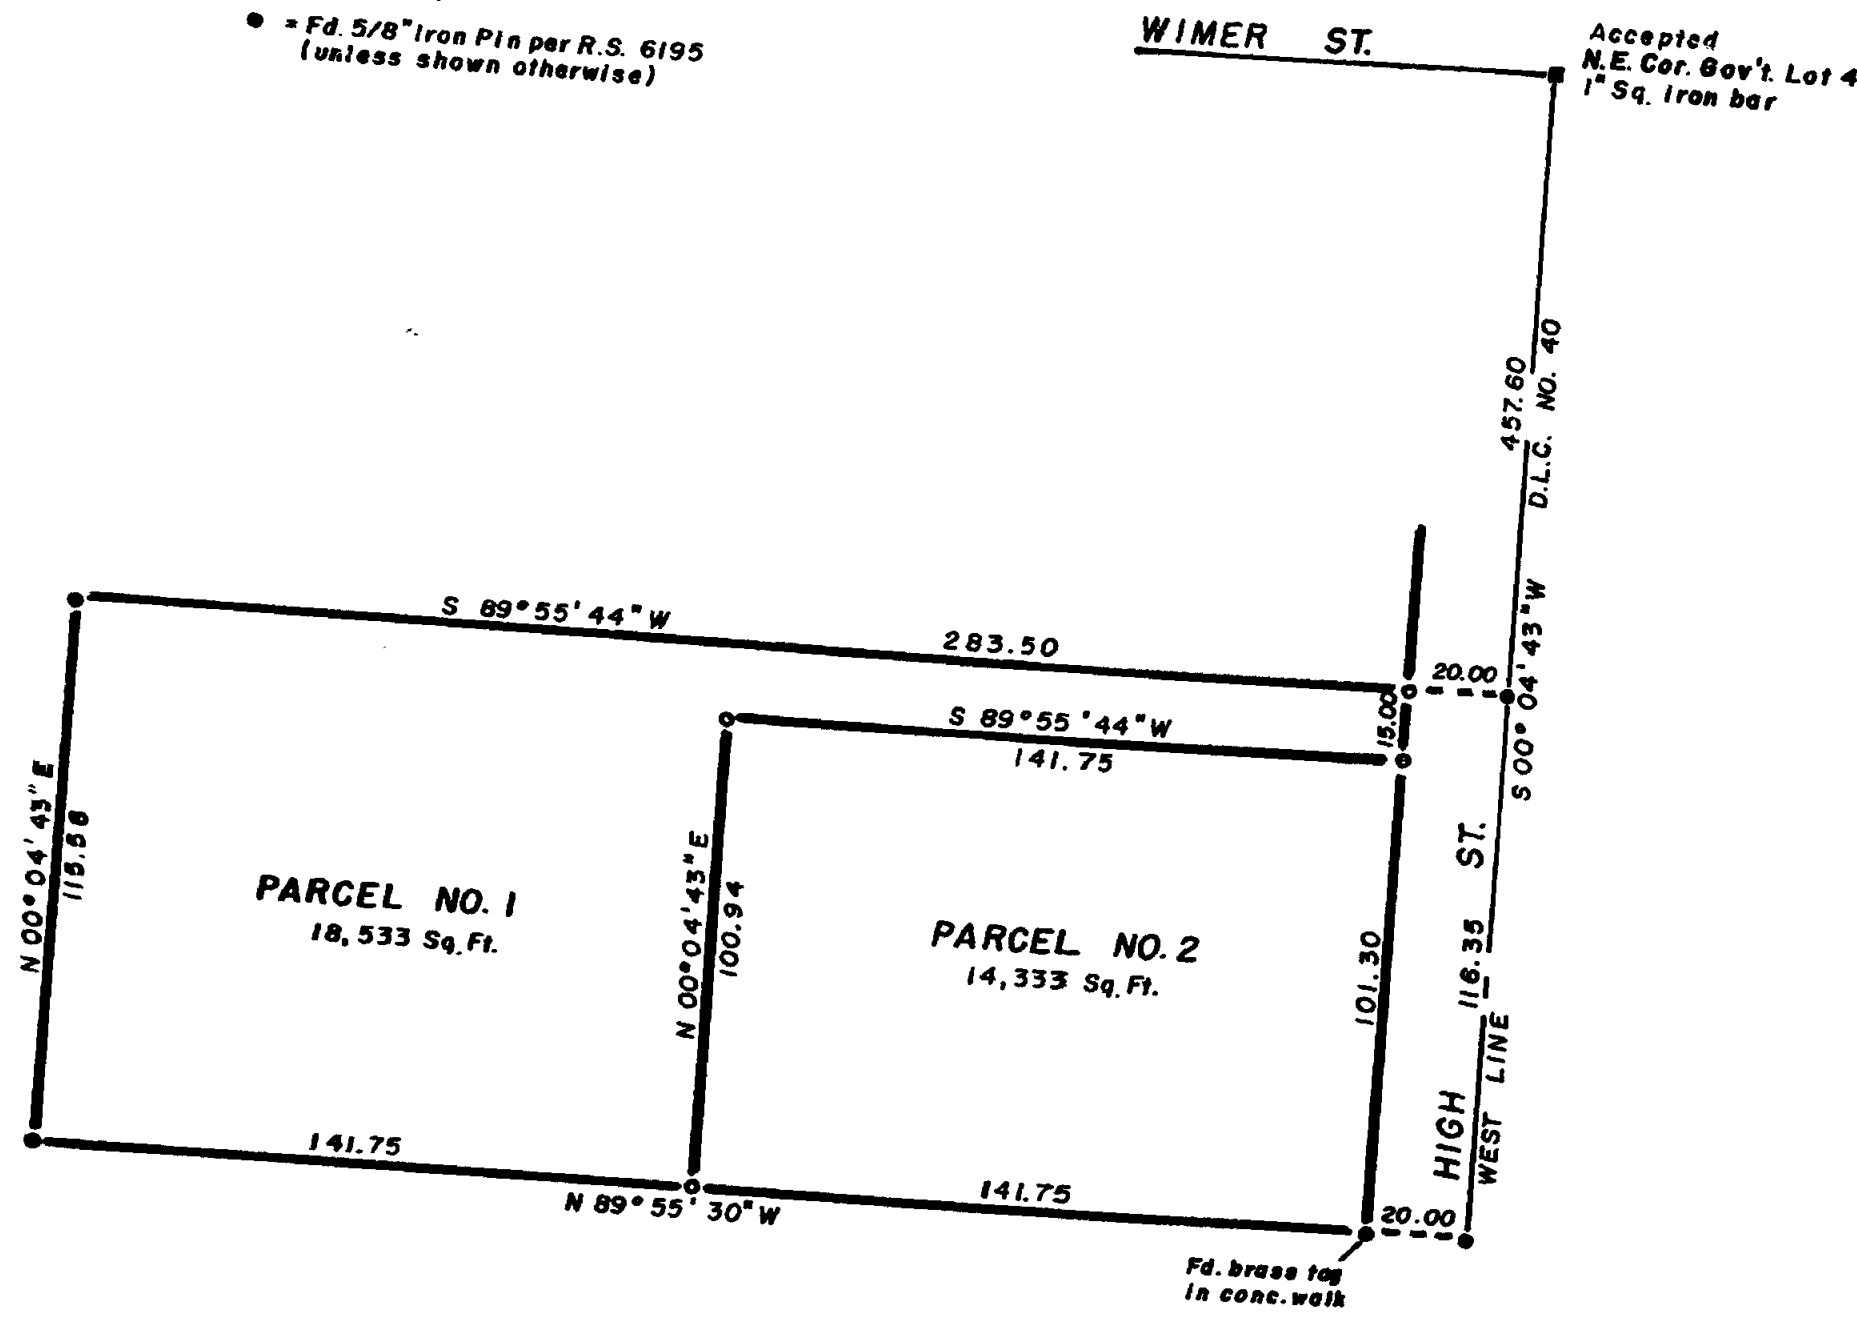 = Fd. 5/8" Iron Pin per R.S. 6195
(unless shown otherwise)
WIMER ST.
Accepted
N.E. Cor. Gov't. Lot 4
1" Sq. Iron bar
457.60
D.L.C. NO. 40
S 00° 04' 43" W
S 89° 55' 44" W
283.50
20.00
15.00
S 89° 55' 44" W
141.75
N 00° 04' 43" E
N 00° 04' 43" E
100.94
PARCEL NO. 1
18,533 Sq. Ft.
PARCEL NO. 2
14,333 Sq. Ft.
101.30
HIGH ST.
116.35
WEST LINE
141.75
N 89° 55' 30" W
141.75
20.00
Fd. brass tag
in conc. walk